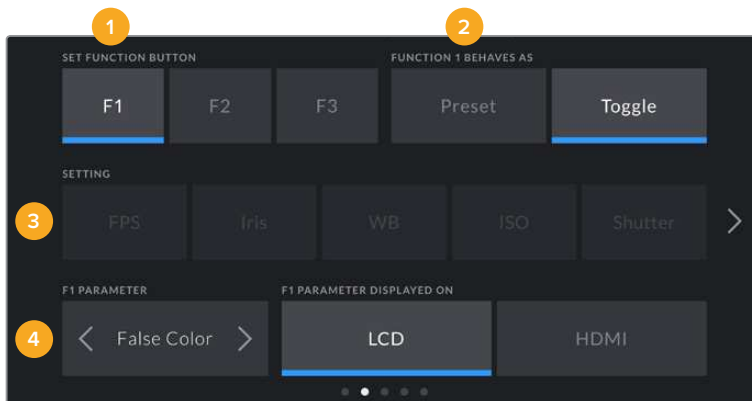 1 2
SET FUNCTION BUTTON FUNCTION 1 BEHAVES AS
F1 F2 F3 Preset Toggle
SETTING
3 FPS Iris WB ISO Shutter
F1 PARAMETER F1 PARAMETER DISPLAYED ON
4 False Color LCD HDMI